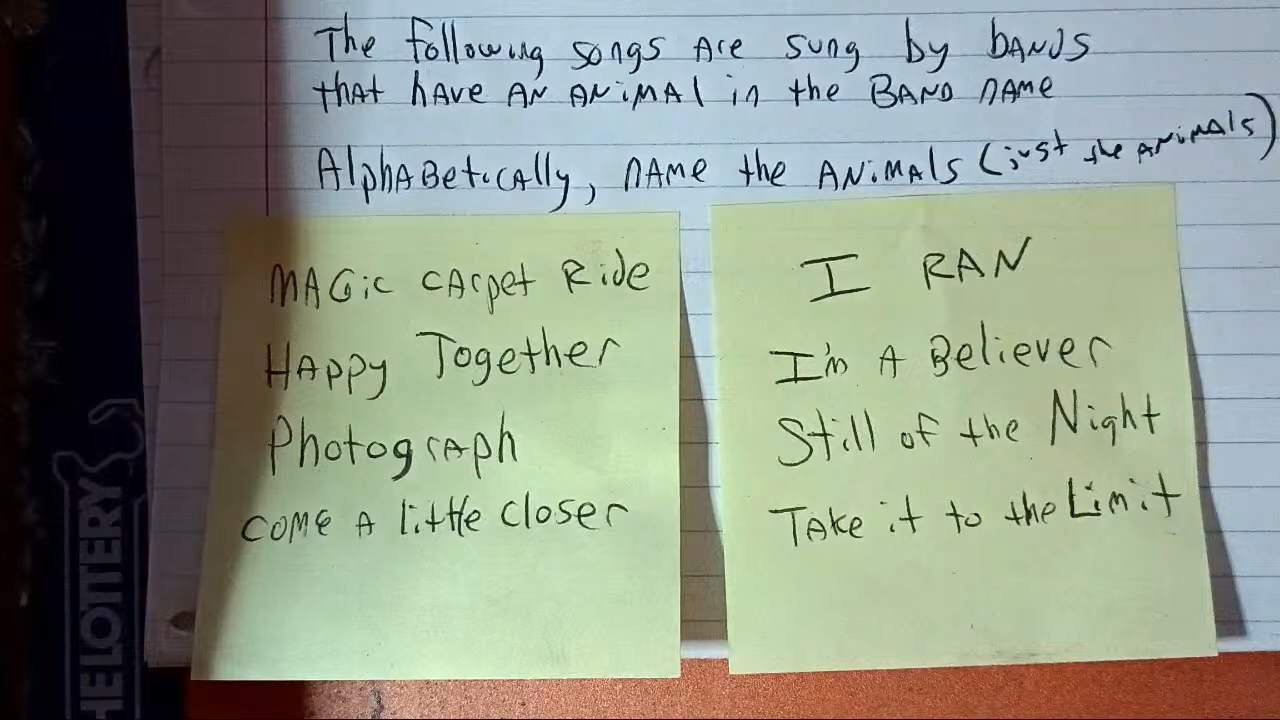 The following songs are sung by bands
that have an animal in the band name
Alphabetically, name the animals (just the animals)
Magic Carpet Ride
Happy Together
Photograph
Come a little closer
I RAN
I'm A Believer
Still of the Night
Take it to the Limit
HE LOTTERY